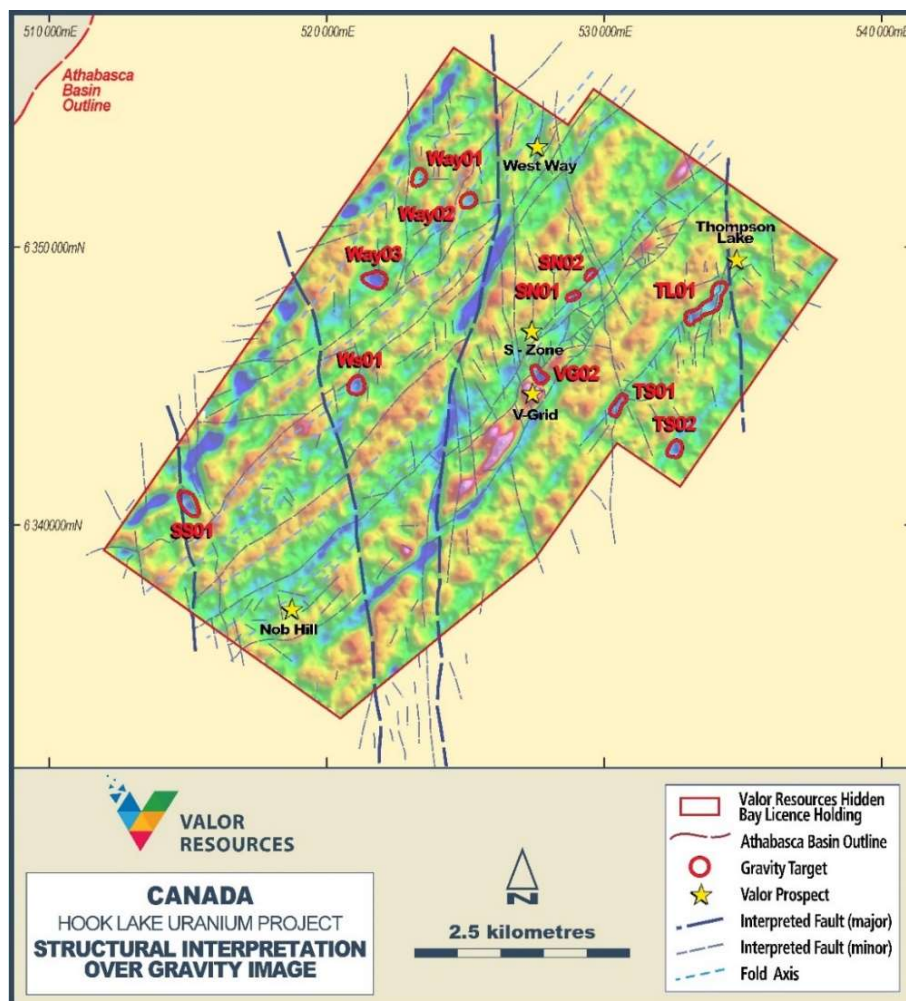 510 000mE
520 000mE
530 000mE
540 000mE
Athabasca
Basin
Outline
West Way
Way01
Way02
Thompson
Lake
6 350 000mN
Way03
SN02
SN01
TL01
S - Zone
Ws01
VG02
V-Grid
TS01
TS02
SS01
6 340 000mN
Nob Hill
VALOR
RESOURCES
CANADA
HOOK LAKE URANIUM PROJECT
STRUCTURAL INTERPRETATION
OVER GRAVITY IMAGE
N
2.5 kilometres
Valor Resources Hidden
Bay Licence Holding
Athabasca Basin Outline
Gravity Target
Valor Prospect
Interpreted Fault (major)
Interpreted Fault (minor)
Fold Axis